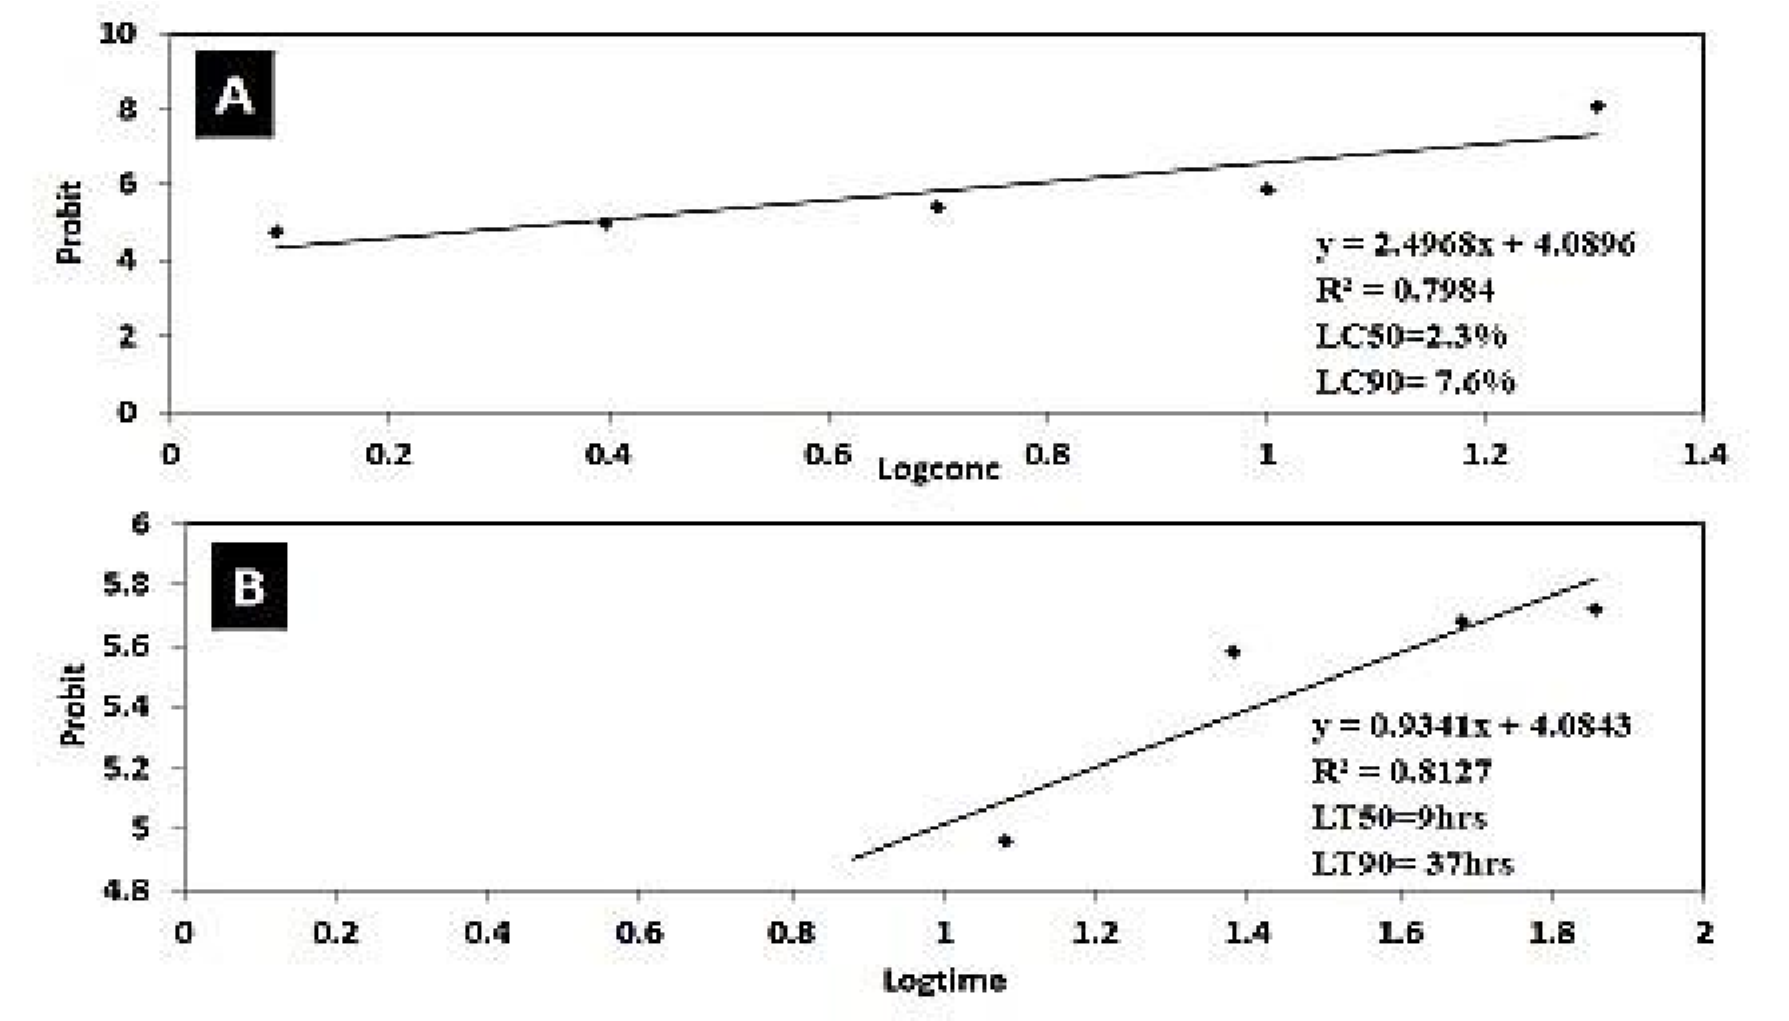 A
10
8
6
4
2
0
Probit
y = 2.4968x + 4.0896
R² = 0.7984
LC50=2.3%
LC90= 7.6%
0 0.2 0.4 0.6 0.8 1 1.2 1.4
Logconc
B
6
5.8
5.6
5.4
5.2
5
4.8
Probit
y = 0.9341x + 4.0843
R² = 0.8127
LT50=9hrs
LT90= 37hrs
0 0.2 0.4 0.6 0.8 1 1.2 1.4 1.6 1.8 2
Logtime